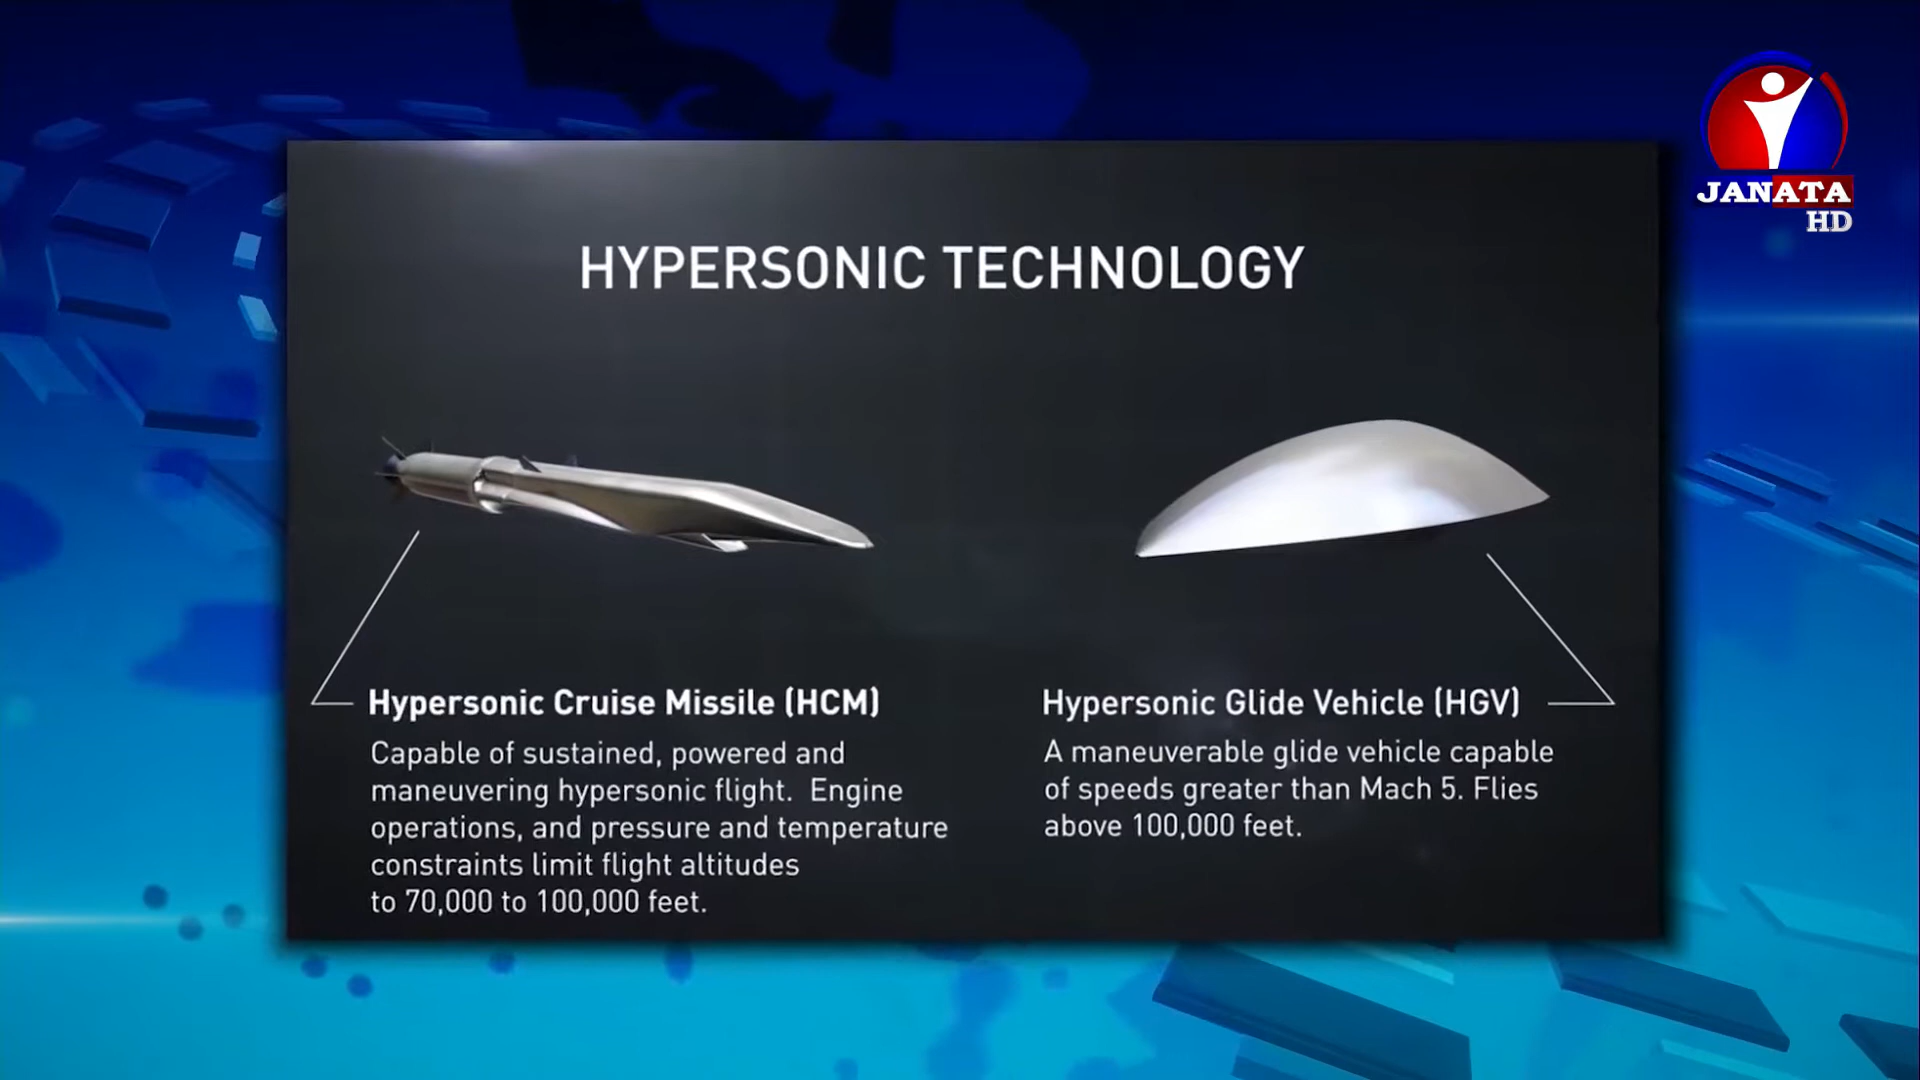 JANATA
HD
HYPERSONIC TECHNOLOGY
Hypersonic Cruise Missile (HCM)
Capable of sustained, powered and
maneuvering hypersonic flight.  Engine
operations, and pressure and temperature
constraints limit flight altitudes
to 70,000 to 100,000 feet.
Hypersonic Glide Vehicle (HGV)
A maneuverable glide vehicle capable
of speeds greater than Mach 5. Flies
above 100,000 feet.